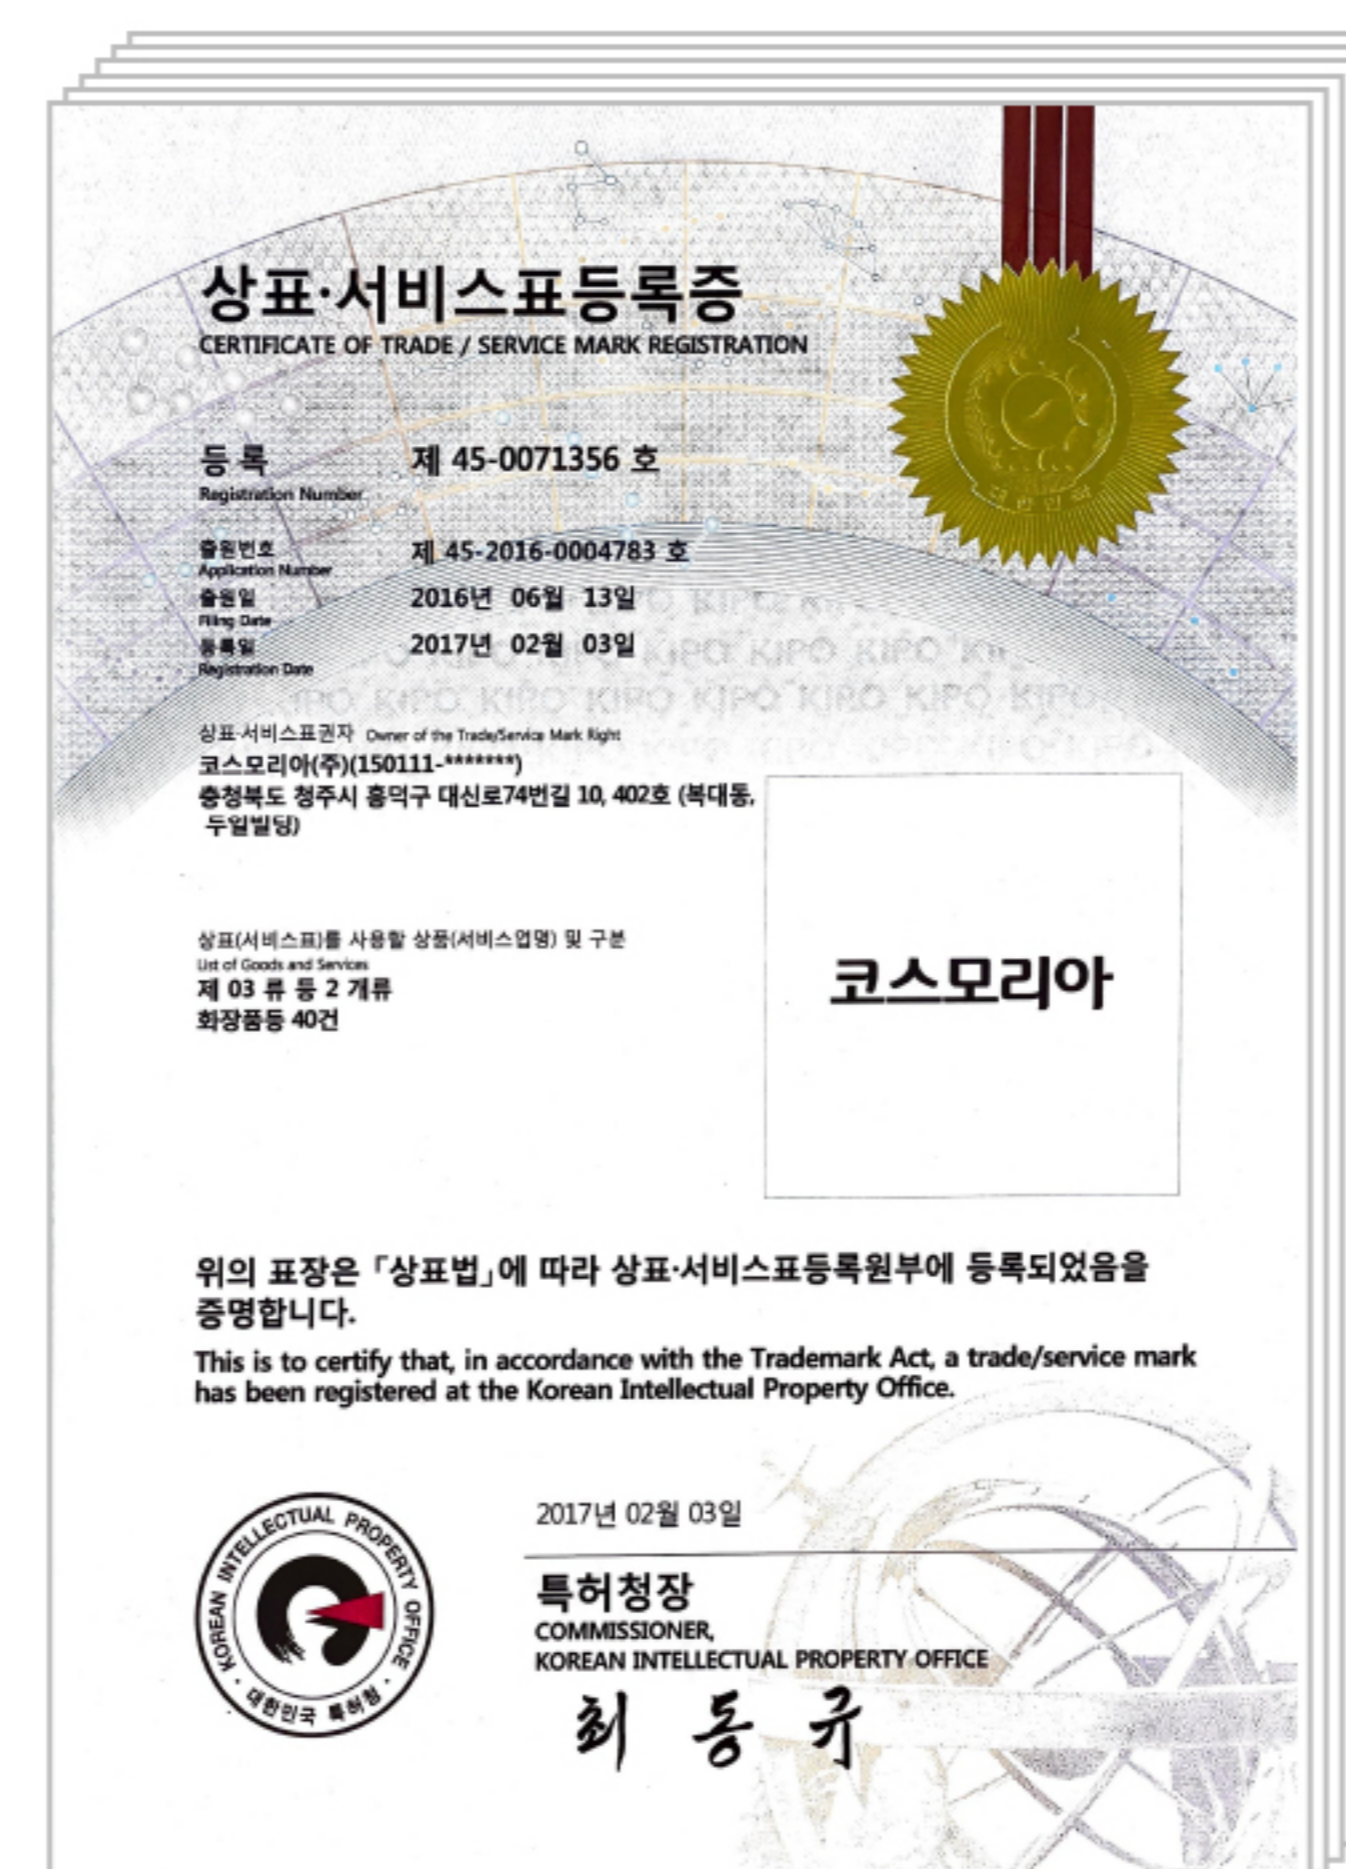 상표·서비스표등록증
CERTIFICATE OF TRADE / SERVICE MARK REGISTRATION
등 록 제 45-0071356 호
Registration Number
출원번호 제 45-2016-0004783 호
Application Number
출원일 2016년 06월 13일
Filing Date
등록일 2017년 02월 03일
Registration Date
상표·서비스표권자 Owner of the Trade/Service Mark Right
코스모리아(주)(150111-*******)
충청북도 청주시 흥덕구 대신로74번길 10, 402호 (복대동,
두일빌딩)
상표(서비스표)를 사용할 상품(서비스업명) 및 구분
List of Goods and Services
제 03 류 등 2 개류
화장품등 40건
코스모리아
위의 표장은 「상표법」에 따라 상표·서비스표등록원부에 등록되었음을
증명합니다.
This is to certify that, in accordance with the Trademark Act, a trade/service mark
has been registered at the Korean Intellectual Property Office.
2017년 02월 03일
특허청장
COMMISSIONER,
KOREAN INTELLECTUAL PROPERTY OFFICE
최 동 규
KOREAN INTELLECTUAL PROPERTY OFFICE
대한민국 특허청